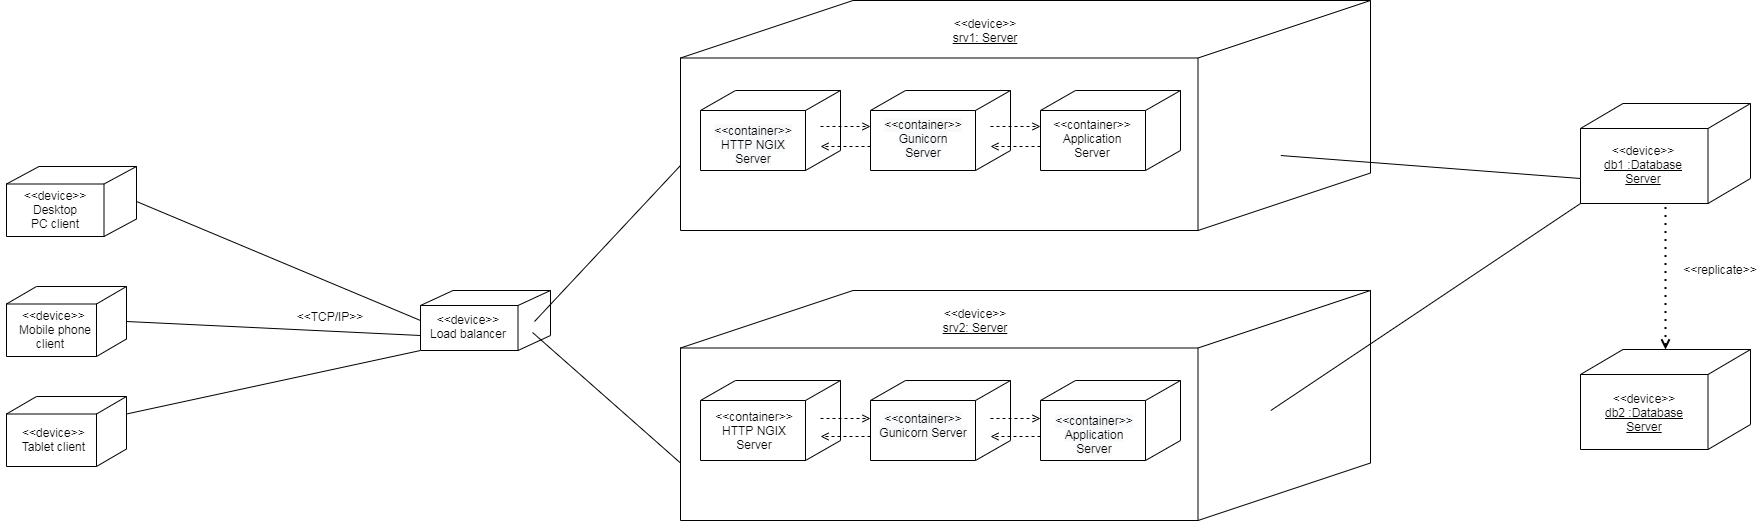 <<device>>
Desktop
PC client
<<device>>
Mobile phone
client
<<device>>
Tablet client
<<TCP/IP>>
<<device>>
Load balancer
<<device>>
srv1: Server
<<container>>
HTTP NGIX
Server
<<container>>
Gunicorn
Server
<<container>>
Application
Server
<<device>>
srv2: Server
<<container>>
HTTP NGIX
Server
<<container>>
Gunicorn Server
<<container>>
Application
Server
<<device>>
db1 :Database
Server
<<replicate>>
<<device>>
db2 :Database
Server